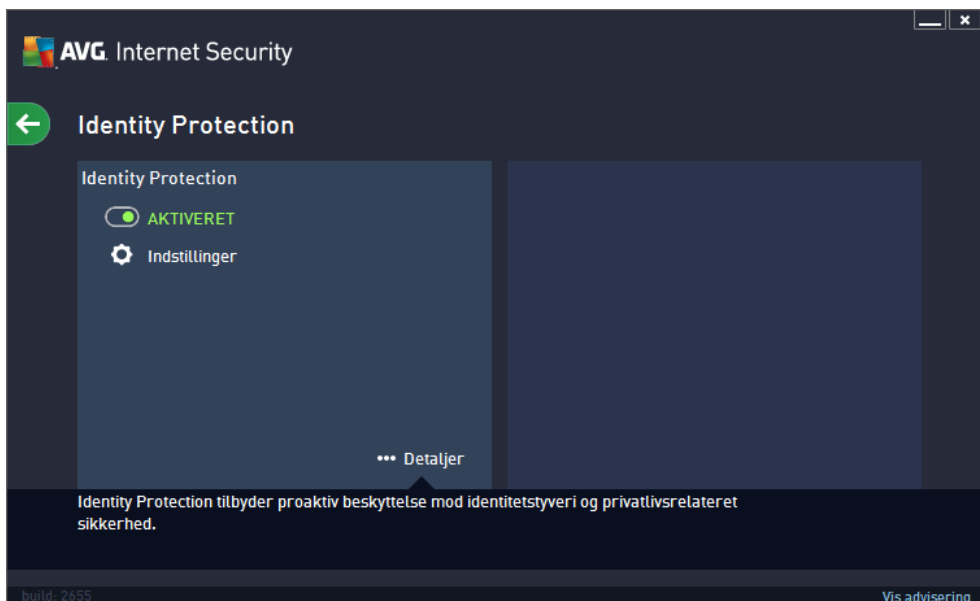 AVG. Internet Security
Identity Protection
Identity Protection
AKTIVERET
Indstillinger
••• Detaljer
Identity Protection tilbyder proaktiv beskyttelse mod identitetstyveri og privatlivsrelateret
sikkerhed.
build: 2655
Vis advisering